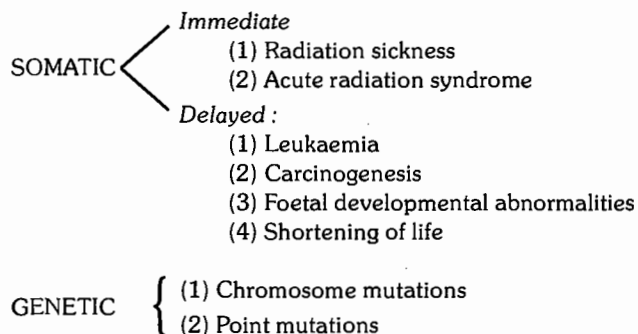 Immediate
(1) Radiation sickness
SOMATIC
(2) Acute radiation syndrome
Delayed :
(1) Leukaemia
(2) Carcinogenesis
(3) Foetal developmental abnormalities
(4) Shortening of life
GENETIC
(1) Chromosome mutations
(2) Point mutations